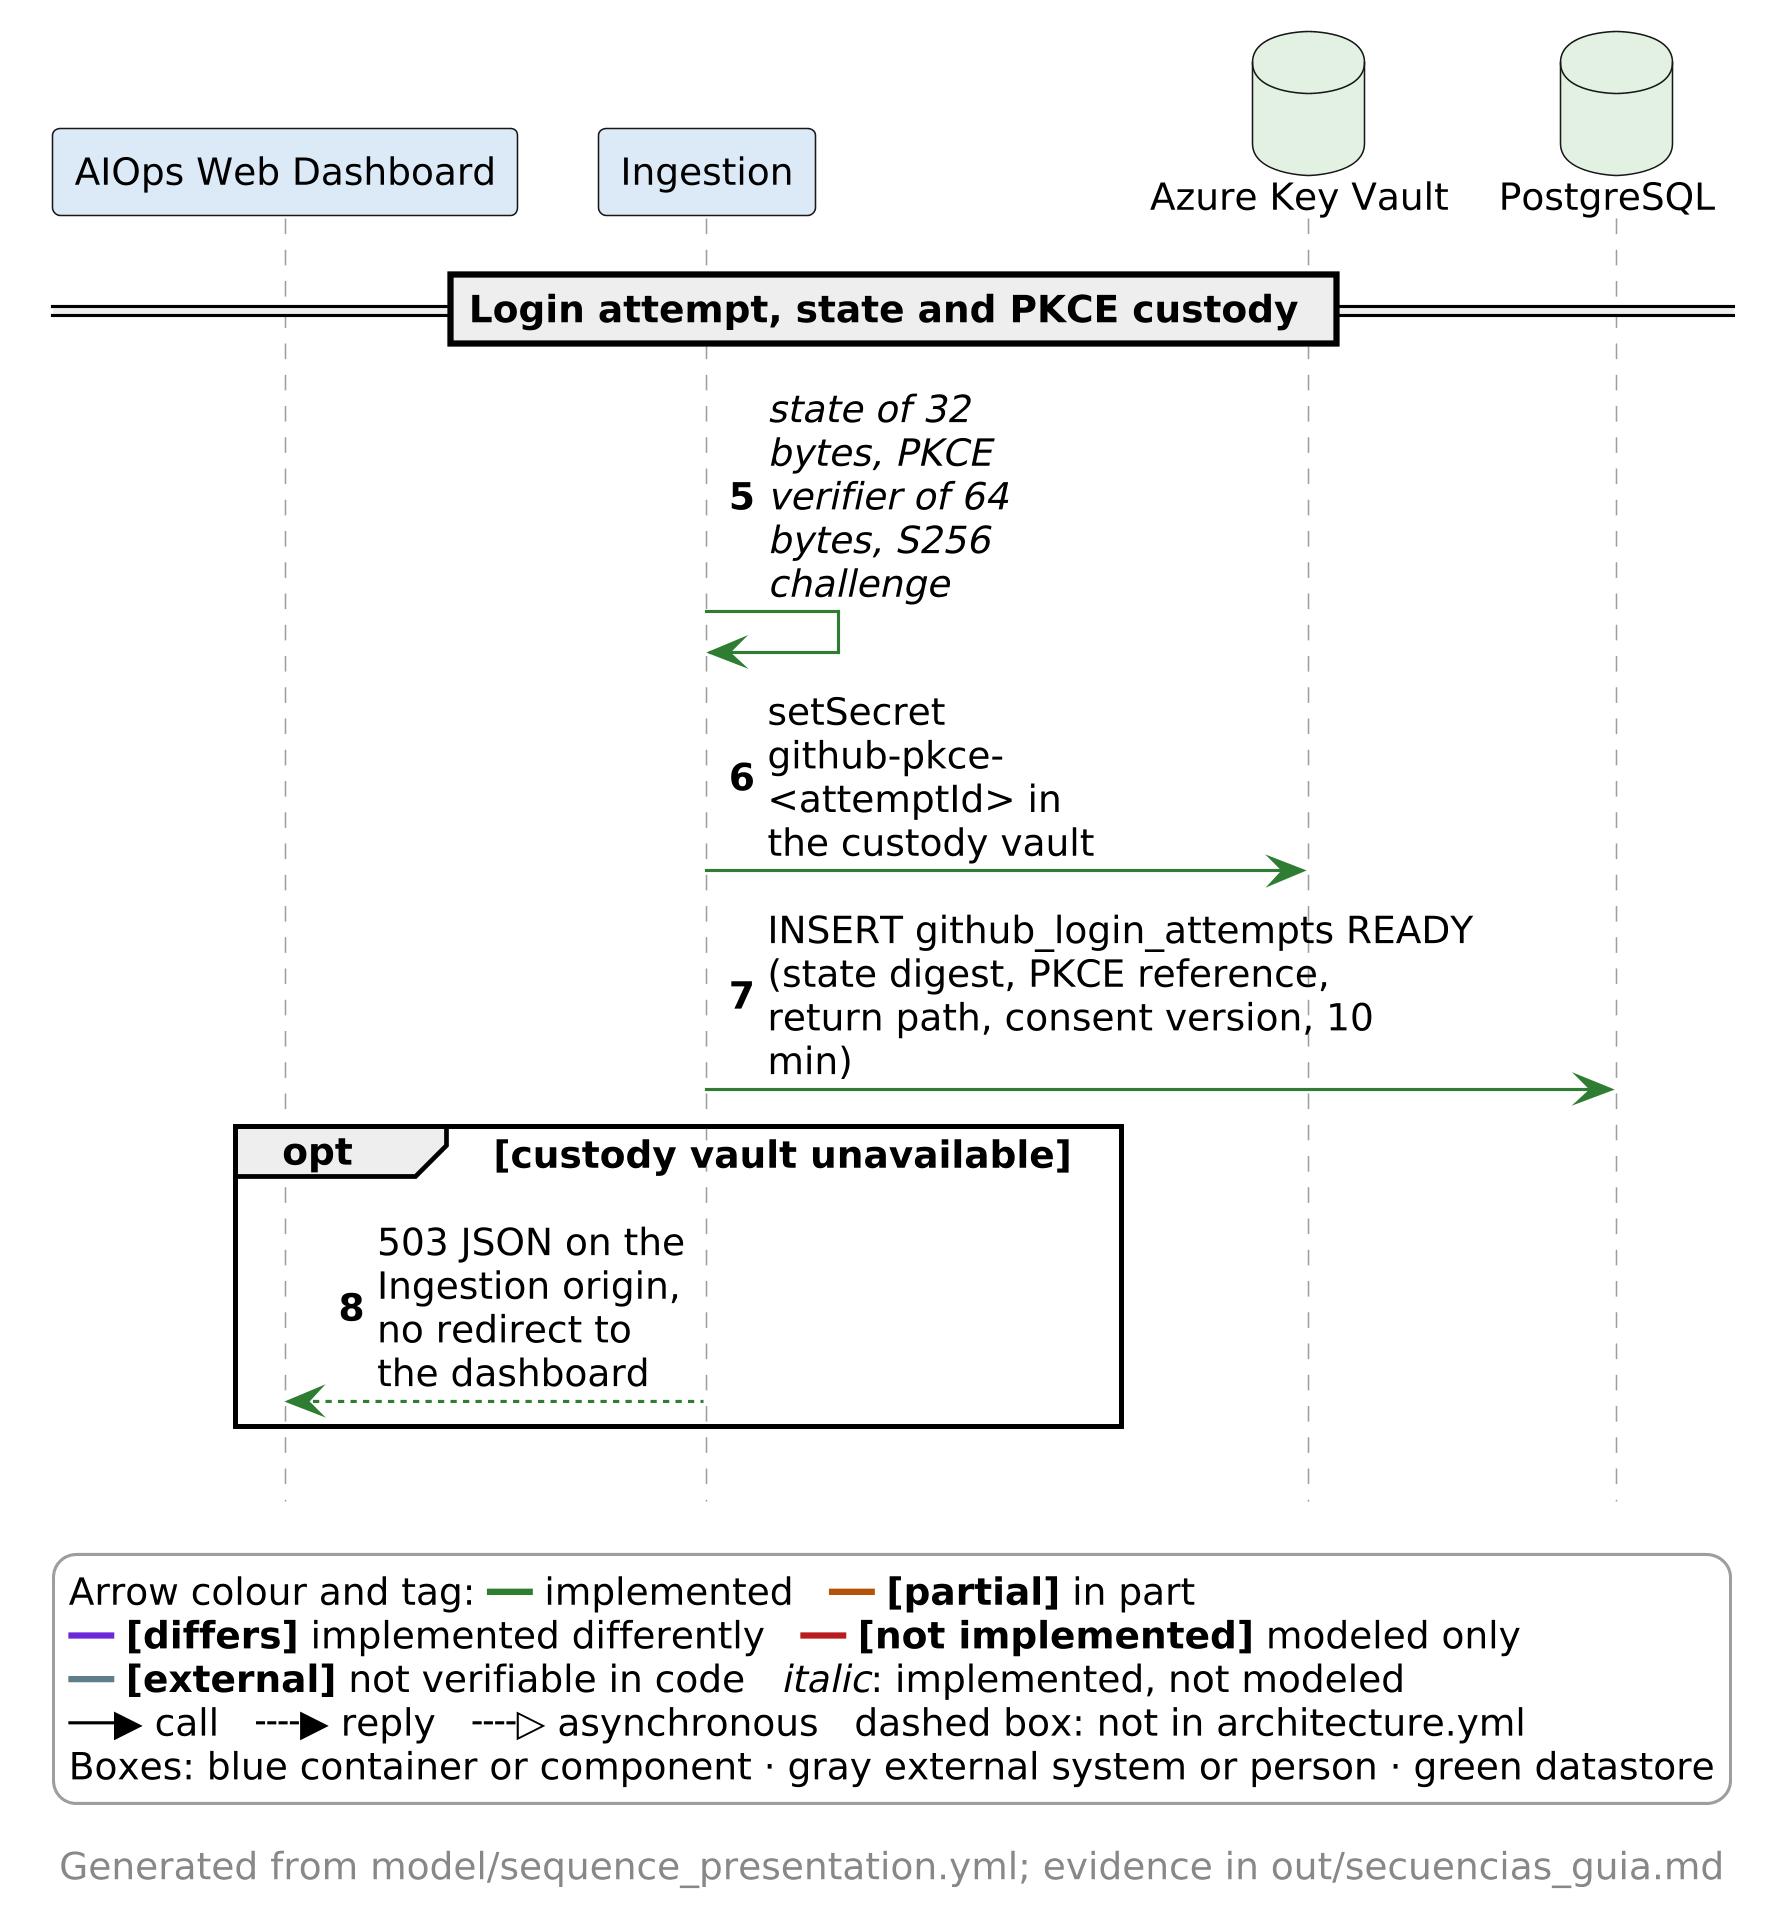 AIOps Web Dashboard
Ingestion
Azure Key Vault
PostgreSQL
Login attempt, state and PKCE custody
state of 32
bytes, PKCE
5 verifier of 64
bytes, S256
challenge
setSecret
github-pkce-
6
<attemptId> in
the custody vault
INSERT github_login_attempts READY
(state digest, PKCE reference,
7
return path, consent version, 10
min)
opt [custody vault unavailable]
503 JSON on the
Ingestion origin,
8
no redirect to
the dashboard
Arrow colour and tag: implemented [partial] in part
[differs] implemented differently [not implemented] modeled only
[external] not verifiable in code italic: implemented, not modeled
call reply asynchronous dashed box: not in architecture.yml
Boxes: blue container or component · gray external system or person · green datastore
Generated from model/sequence_presentation.yml; evidence in out/secuencias_guia.md